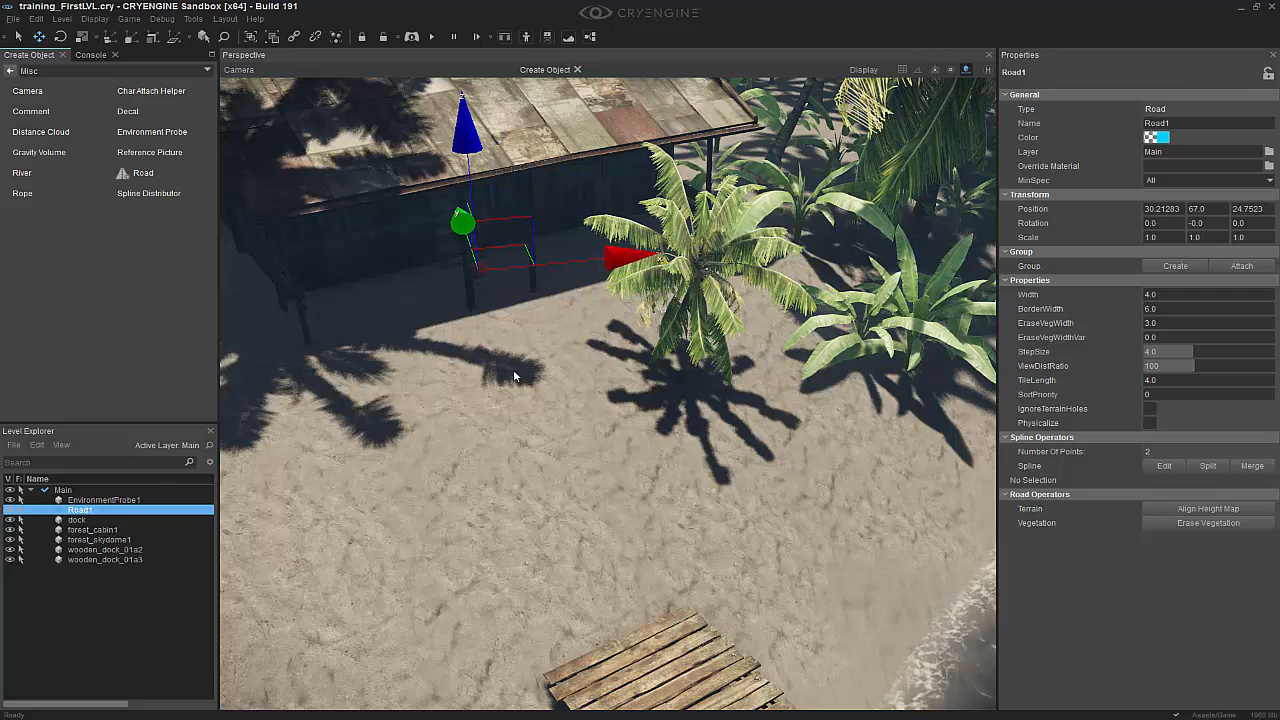 training_FirstLVL.cry - CRYENGINE Sandbox [x64] - Build 191
CRYENGINE
File Edit Level Display Game Debug Tools Layout Help
Create Object Console
Misc
Camera CharAttach Helper
Comment Decal
Distance Cloud Environment Probe
Gravity Volume Reference Picture
River Road
Rope Spline Distributor
Perspective
Camera Create Object Display
Level Explorer
File Edit View Active Layer: Main
Search
V Name
Main
EnvironmentProbe1
Road1
dock
forest_cabin1
forest_skydome1
wooden_dock_01a2
wooden_dock_01a3
Properties
Road1
General
Type Road
Name Road1
Color
Layer Main
Override Material
MinSpec All
Transform
Position 30.21283 67.0 24.7523
Rotation 0.0 -0.0 0.0
Scale 1.0 1.0 1.0
Group
Group Create Attach
Properties
Width 4.0
BorderWidth 6.0
EraseVegWidth 3.0
EraseVegWidthVar 0.0
StepSize 4.0
ViewDistRatio 100
TileLength 4.0
SortPriority 0
IgnoreTerrainHoles
Physicalize
Spline Operators
Number Of Points: 2
Spline Edit Split Merge
No Selection
Road Operators
Terrain Align Height Map
Vegetation Erase Vegetation
Ready
Assets/Game 1968 Mb